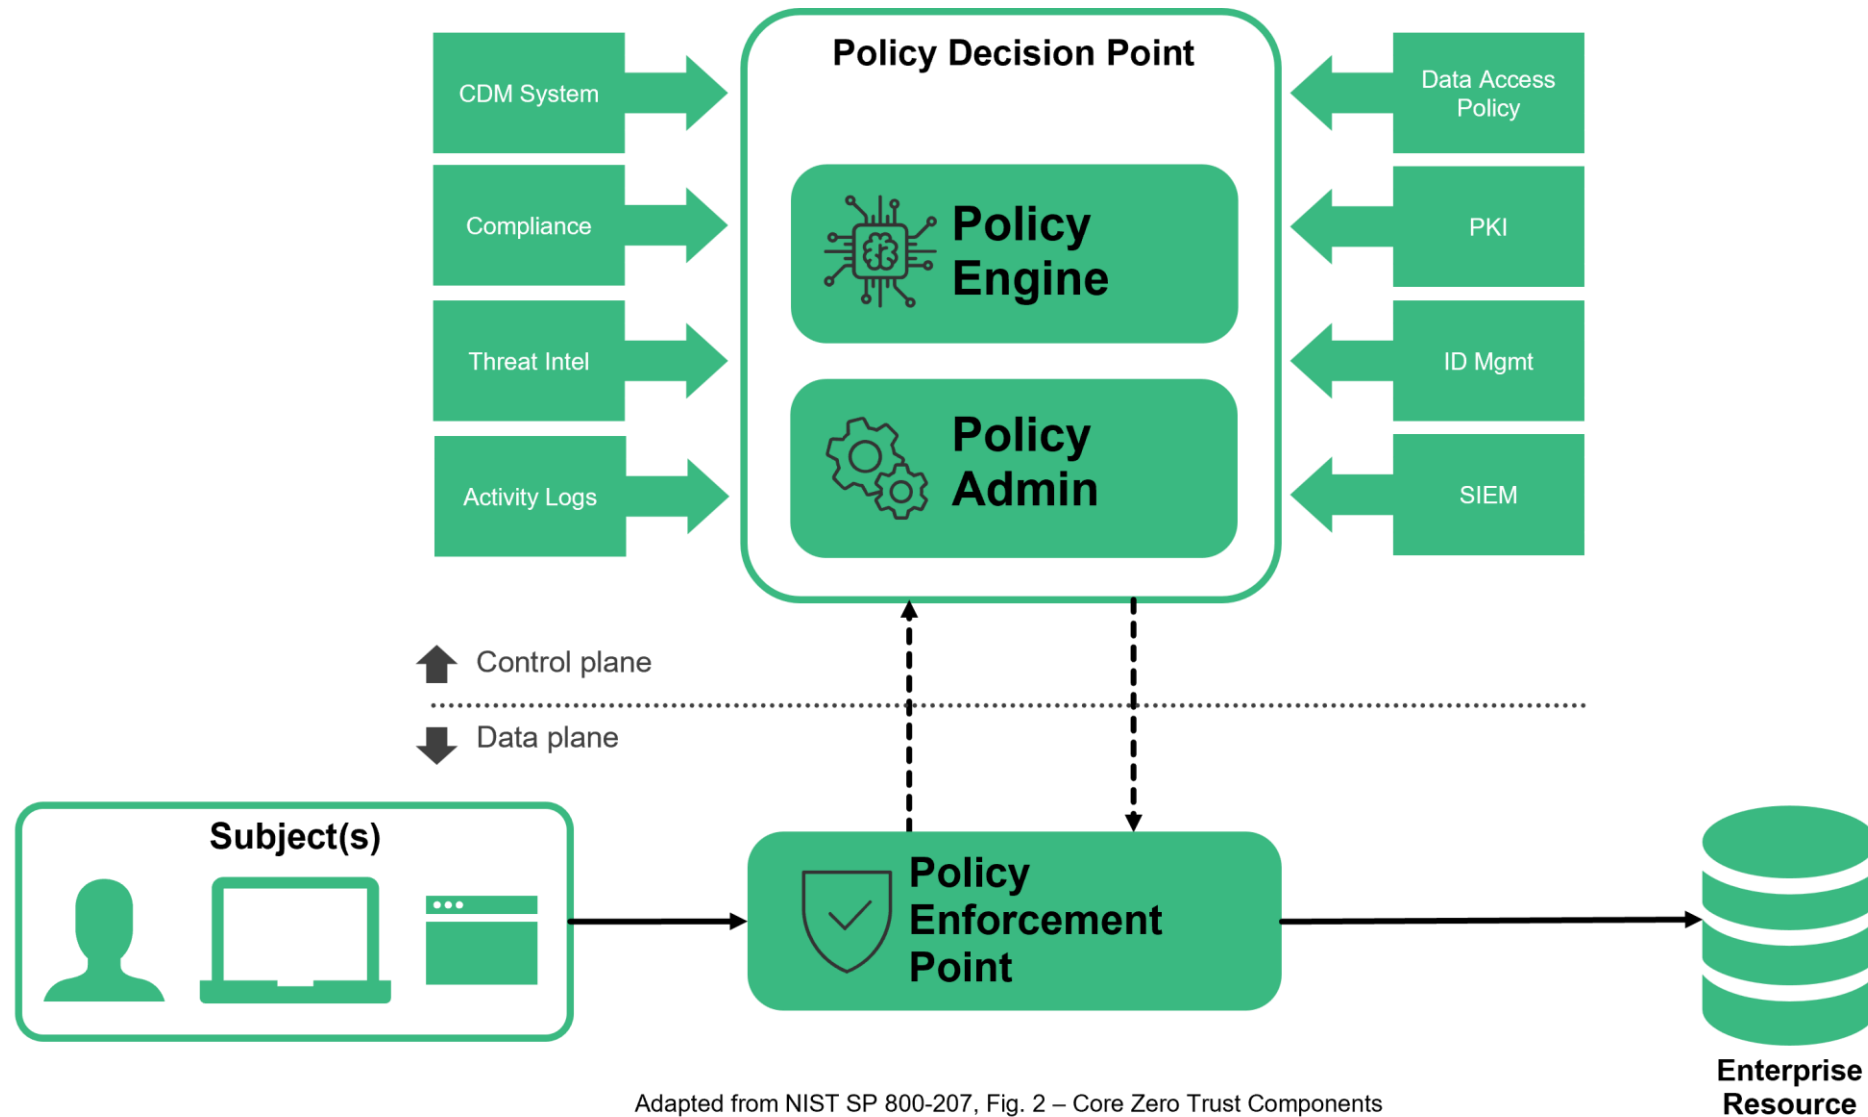 Policy Decision Point
CDM System
Compliance
Threat Intel
Activity Logs
Policy
Engine
Policy
Admin
Data Access
Policy
PKI
ID Mgmt
SIEM
Control plane
Data plane
Subject(s)
Policy
Enforcement
Point
Enterprise
Resource
Adapted from NIST SP 800-207, Fig. 2 – Core Zero Trust Components